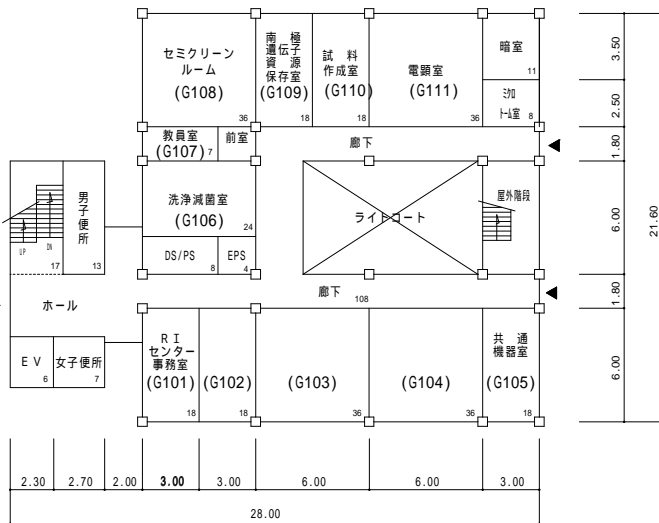 セミクリーン
ルーム
(G108)
36
南極
遺伝子
資源
保存室
(G109)
18
試料
作成室
(G110)
18
電顕室
(G111)
36
暗室
11
ミクロ
トーム室
8
3.50
2.50
1.80
6.00
1.80
6.00
21.60
教員室
(G107)
7
前室
廊下
男子便所
13
UP
DN
17
洗浄滅菌室
(G106)
24
DS/PS
8
EPS
4
ライトコート
屋外階段
ホール
廊下
108
EV
6
女子便所
7
RI
センター
事務室
(G101)
18
(G102)
18
(G103)
36
(G104)
36
共通
機器室
(G105)
18
2.30
2.70
2.00
3.00
3.00
6.00
6.00
3.00
28.00